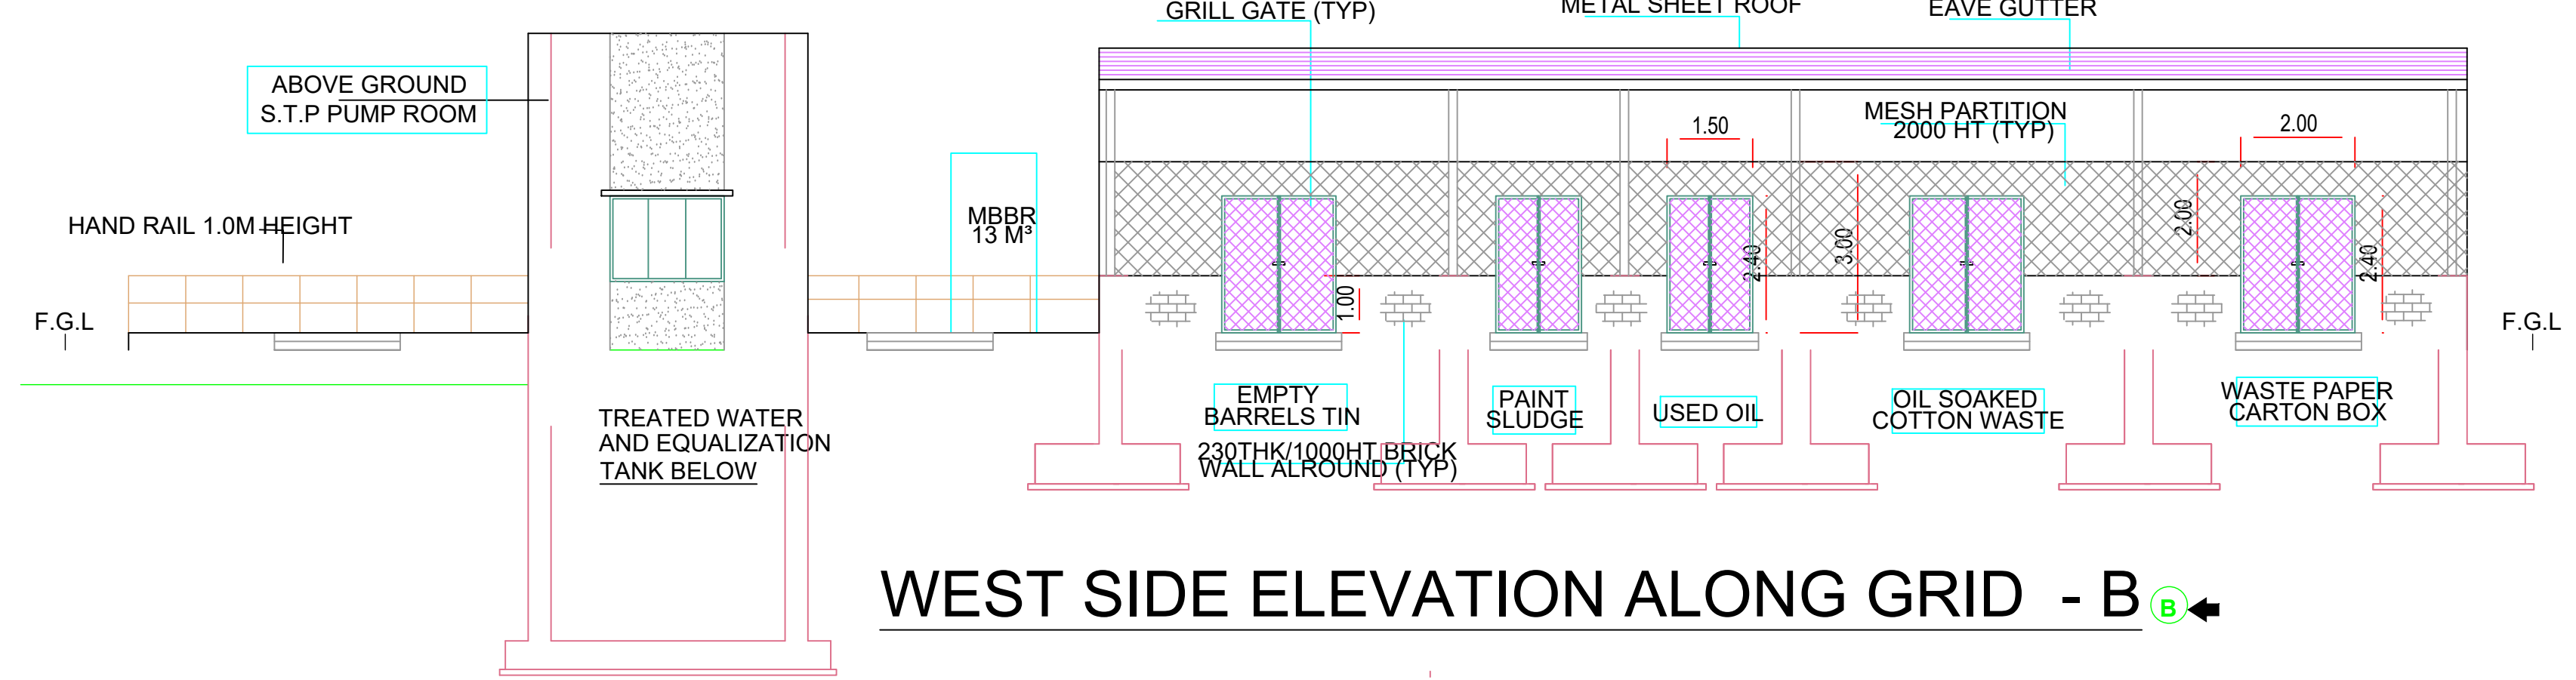 GRILL GATE (TYP)
METAL SHEET ROOF
EAVE GUTTER
ABOVE GROUND
S.T.P PUMP ROOM
MESH PARTITION
2000 HT (TYP)
1.50
2.00
HAND RAIL 1.0M HEIGHT
MBBR
13 M³
2.40
3.00
2.00
2.40
1.00
F.G.L
F.G.L
TREATED WATER
AND EQUALIZATION
TANK BELOW
EMPTY
BARRELS TIN
230THK/1000HT BRICK
WALL ALROUND (TYP)
PAINT
SLUDGE
USED OIL
OIL SOAKED
COTTON WASTE
WASTE PAPER
CARTON BOX
WEST SIDE ELEVATION ALONG GRID - B
B